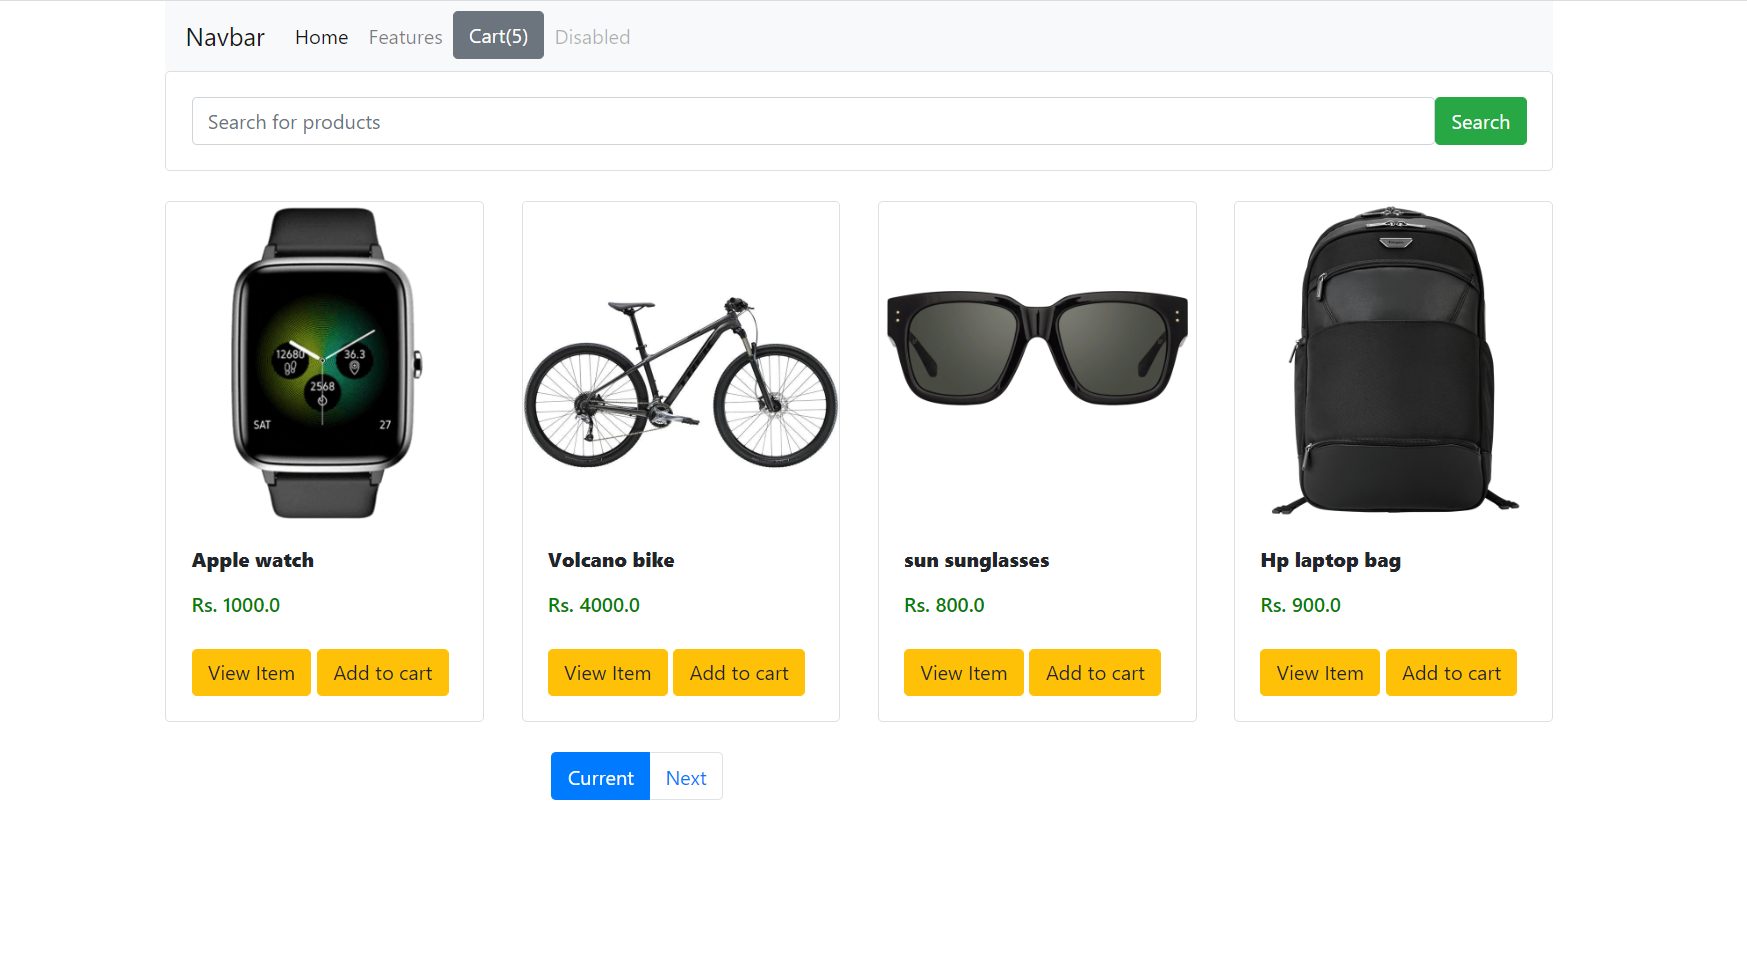 Navbar Home Features Cart(5) Disabled
Search for products Search
12680 36.3
2568
SAT 27
Apple watch Volcano bike sun sunglasses Hp laptop bag
Rs. 1000.0 Rs. 4000.0 Rs. 800.0 Rs. 900.0
View Item Add to cart View Item Add to cart View Item Add to cart View Item Add to cart
Current Next